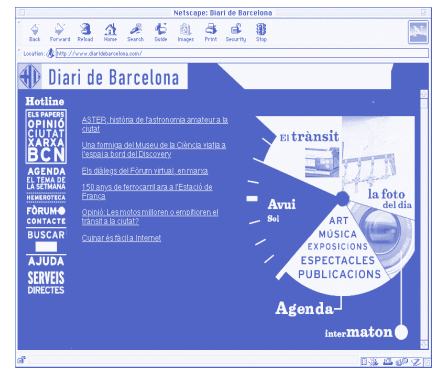 Netscape: Diari de Barcelona
Back Forward Reload Home Search Guide Images Print Security Stop
Location: http://www.diaridebarcelona.com/
Diari de Barcelona
Hotline
ELS PAPERS
OPINIÓ
CIUTAT
XARXA
BCN
AGENDA
EL TEMA DE
LA SETMANA
HEMEROTECA
FÒRUM
CONTACTE
BUSCAR
AJUDA
SERVEIS
DIRECTES
ASTER, història de l'astronomia amateur a la
ciutat
Una formiga del Museu de la Ciència viatja a
l'espai a bord del Discovery
Els diàlegs del Fòrum virtual, en marxa
150 anys de ferrocarril ara a l'Estació de
França
Opinió: Les motos milloren o empitjoren el
trànsit a la ciutat?
Cuinar és fàcil a Internet
El trànsit
la foto
del dia
Avui
Sol
ART
MÚSICA
EXPOSICIONS
ESPECTACLES
PUBLICACIONS
Agenda
intermaton